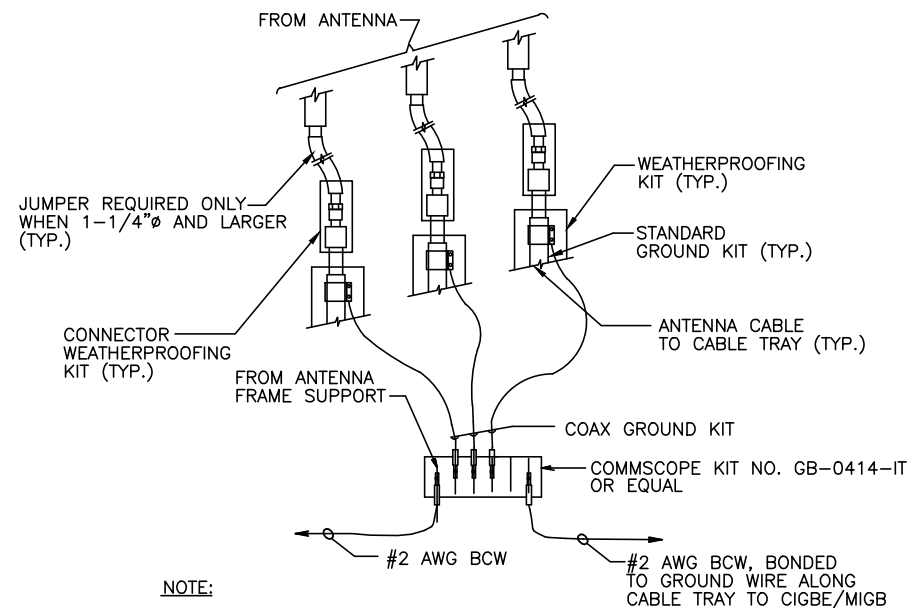 FROM ANTENNA
JUMPER REQUIRED ONLY
WHEN 1-1/4"ø AND LARGER
(TYP.)
WEATHERPROOFING
KIT (TYP.)
STANDARD
GROUND KIT (TYP.)
CONNECTOR
WEATHERPROOFING
KIT (TYP.)
ANTENNA CABLE
TO CABLE TRAY (TYP.)
FROM ANTENNA
FRAME SUPPORT
COAX GROUND KIT
COMMSCOPE KIT NO. GB-0414-IT
OR EQUAL
#2 AWG BCW
#2 AWG BCW, BONDED
TO GROUND WIRE ALONG
CABLE TRAY TO CIGBE/MIGB
NOTE: